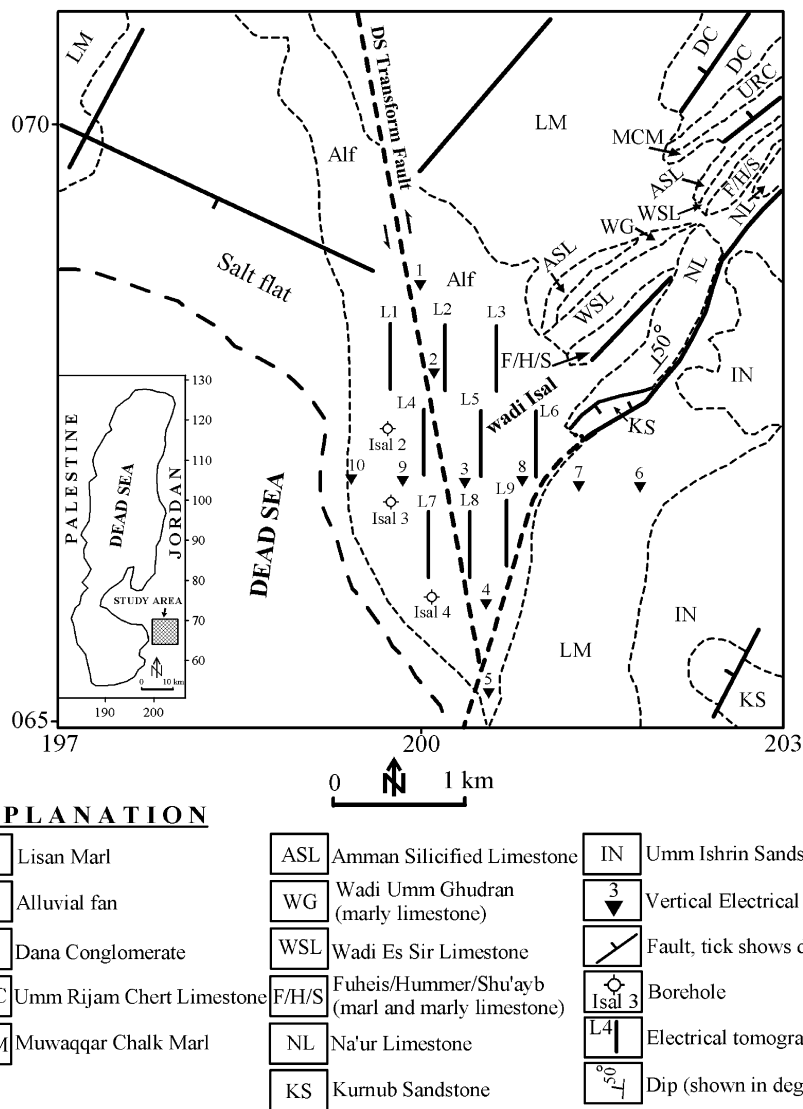 LM
DS Transform Fault
DC
DC
URC
070
Alf
LM
MCM
ASL
F/H/S
WSL
NL
WG
ASL
NL
Salt flat
1
Alf
WSL
L1
L2
L3
F/H/S
50°
IN
2
wadi Isal
L4
L5
L6
KS
Isal 2
10
9
3
8
7
6
Isal 3
L7
L8
L9
DEAD SEA
Isal 4
4
LM
IN
5
KS
130
120
110
100
90
80
70
60
PALESTINE
DEAD SEA
JORDAN
STUDY AREA
N
0 10 km
190
200
065
197
200
203
N
0 1 km
PLANATION
Lisan Marl
Alluvial fan
Dana Conglomerate
C Umm Rijam Chert Limestone
M Muwaqqar Chalk Marl
ASL Amman Silicified Limestone
WG Wadi Umm Ghudran
(marly limestone)
WSL Wadi Es Sir Limestone
F/H/S Fuheis/Hummer/Shu'ayb
(marl and marly limestone)
NL Na'ur Limestone
KS Kurnub Sandstone
IN Umm Ishrin Sands
3 Vertical Electrical
Fault, tick shows d
Isal 3 Borehole
L4 Electrical tomogra
50° Dip (shown in deg